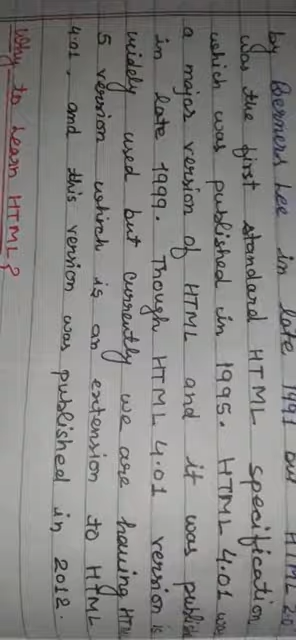 by Berners Lee in late 1991 but HTML 2.0
was the first standard HTML specification
which was published in 1995. HTML 4.01 was
a major version of HTML and it was publish
in late 1999. Though HTML 4.01 version is
widely used but currently we are having HTM
5 version which is an extension to HTML
4.01. and this version was published in 2012.
Why to Learn HTML?